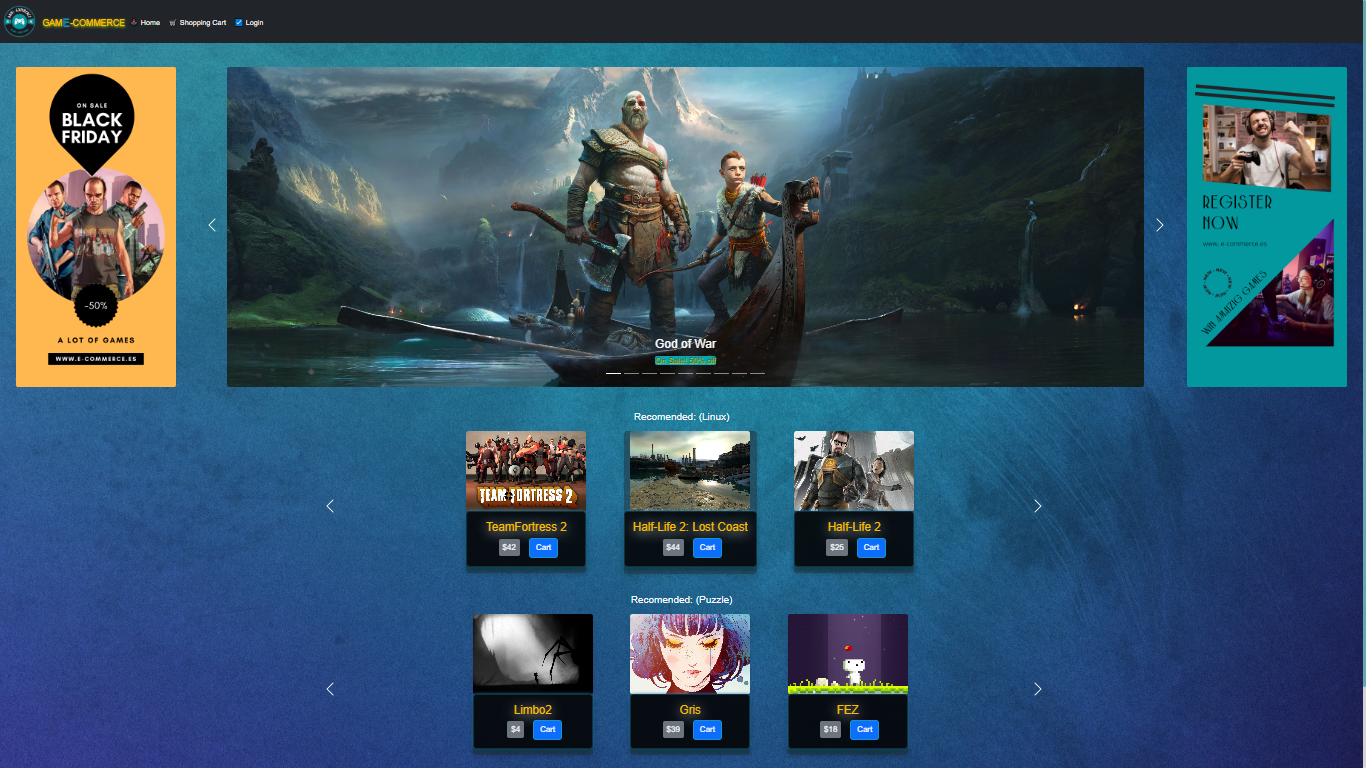 GAME-COMMERCE Home Shopping Cart Login
ON SALE
BLACK
FRIDAY
-50%
A LOT OF GAMES
WWW.E-COMMERCE.ES
God of War
On Sale! 50% off
REGISTER
NOW
www. e-commerce.es
WIN AMAZIG GAMES
Recomended: (Linux)
TEAM FORTRESS 2
TeamFortress 2
$42 Cart
Half-Life 2: Lost Coast
$44 Cart
Half-Life 2
$25 Cart
Recomended: (Puzzle)
Limbo2
$4 Cart
Gris
$39 Cart
FEZ
$18 Cart